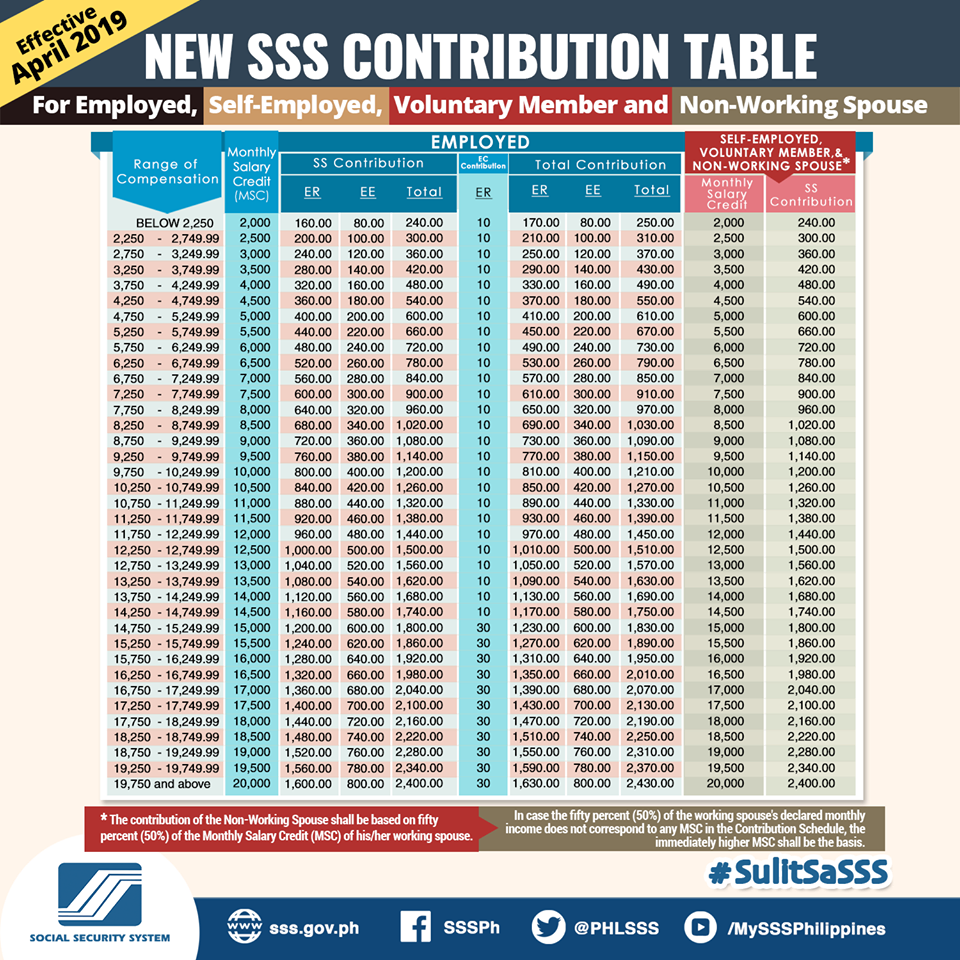 Effective
April 2019
NEW SSS CONTRIBUTION TABLE
For Employed, Self-Employed, Voluntary Member and Non-Working Spouse
Range of Compensation
Monthly Salary Credit (MSC)
EMPLOYED
SS Contribution
EC Contribution
Total Contribution
SELF-EMPLOYED, VOLUNTARY MEMBER,& NON-WORKING SPOUSE*
ER EE Total ER ER EE Total
Monthly Salary Credit
SS Contribution
BELOW 2,250 2,000 160.00 80.00 240.00 10 170.00 80.00 250.00 2,000 240.00
2,250 - 2,749.99 2,500 200.00 100.00 300.00 10 210.00 100.00 310.00 2,500 300.00
2,750 - 3,249.99 3,000 240.00 120.00 360.00 10 250.00 120.00 370.00 3,000 360.00
3,250 - 3,749.99 3,500 280.00 140.00 420.00 10 290.00 140.00 430.00 3,500 420.00
3,750 - 4,249.99 4,000 320.00 160.00 480.00 10 330.00 160.00 490.00 4,000 480.00
4,250 - 4,749.99 4,500 360.00 180.00 540.00 10 370.00 180.00 550.00 4,500 540.00
4,750 - 5,249.99 5,000 400.00 200.00 600.00 10 410.00 200.00 610.00 5,000 600.00
5,250 - 5,749.99 5,500 440.00 220.00 660.00 10 450.00 220.00 670.00 5,500 660.00
5,750 - 6,249.99 6,000 480.00 240.00 720.00 10 490.00 240.00 730.00 6,000 720.00
6,250 - 6,749.99 6,500 520.00 260.00 780.00 10 530.00 260.00 790.00 6,500 780.00
6,750 - 7,249.99 7,000 560.00 280.00 840.00 10 570.00 280.00 850.00 7,000 840.00
7,250 - 7,749.99 7,500 600.00 300.00 900.00 10 610.00 300.00 910.00 7,500 900.00
7,750 - 8,249.99 8,000 640.00 320.00 960.00 10 650.00 320.00 970.00 8,000 960.00
8,250 - 8,749.99 8,500 680.00 340.00 1,020.00 10 690.00 340.00 1,030.00 8,500 1,020.00
8,750 - 9,249.99 9,000 720.00 360.00 1,080.00 10 730.00 360.00 1,090.00 9,000 1,080.00
9,250 - 9,749.99 9,500 760.00 380.00 1,140.00 10 770.00 380.00 1,150.00 9,500 1,140.00
9,750 - 10,249.99 10,000 800.00 400.00 1,200.00 10 810.00 400.00 1,210.00 10,000 1,200.00
10,250 - 10,749.99 10,500 840.00 420.00 1,260.00 10 850.00 420.00 1,270.00 10,500 1,260.00
10,750 - 11,249.99 11,000 880.00 440.00 1,320.00 10 890.00 440.00 1,330.00 11,000 1,320.00
11,250 - 11,749.99 11,500 920.00 460.00 1,380.00 10 930.00 460.00 1,390.00 11,500 1,380.00
11,750 - 12,249.99 12,000 960.00 480.00 1,440.00 10 970.00 480.00 1,450.00 12,000 1,440.00
12,250 - 12,749.99 12,500 1,000.00 500.00 1,500.00 10 1,010.00 500.00 1,510.00 12,500 1,500.00
12,750 - 13,249.99 13,000 1,040.00 520.00 1,560.00 10 1,050.00 520.00 1,570.00 13,000 1,560.00
13,250 - 13,749.99 13,500 1,080.00 540.00 1,620.00 10 1,090.00 540.00 1,630.00 13,500 1,620.00
13,750 - 14,249.99 14,000 1,120.00 560.00 1,680.00 10 1,130.00 560.00 1,690.00 14,000 1,680.00
14,250 - 14,749.99 14,500 1,160.00 580.00 1,740.00 10 1,170.00 580.00 1,750.00 14,500 1,740.00
14,750 - 15,249.99 15,000 1,200.00 600.00 1,800.00 30 1,230.00 600.00 1,830.00 15,000 1,800.00
15,250 - 15,749.99 15,500 1,240.00 620.00 1,860.00 30 1,270.00 620.00 1,890.00 15,500 1,860.00
15,750 - 16,249.99 16,000 1,280.00 640.00 1,920.00 30 1,310.00 640.00 1,950.00 16,000 1,920.00
16,250 - 16,749.99 16,500 1,320.00 660.00 1,980.00 30 1,350.00 660.00 2,010.00 16,500 1,980.00
16,750 - 17,249.99 17,000 1,360.00 680.00 2,040.00 30 1,390.00 680.00 2,070.00 17,000 2,040.00
17,250 - 17,749.99 17,500 1,400.00 700.00 2,100.00 30 1,430.00 700.00 2,130.00 17,500 2,100.00
17,750 - 18,249.99 18,000 1,440.00 720.00 2,160.00 30 1,470.00 720.00 2,190.00 18,000 2,160.00
18,250 - 18,749.99 18,500 1,480.00 740.00 2,220.00 30 1,510.00 740.00 2,250.00 18,500 2,220.00
18,750 - 19,249.99 19,000 1,520.00 760.00 2,280.00 30 1,550.00 760.00 2,310.00 19,000 2,280.00
19,250 - 19,749.99 19,500 1,560.00 780.00 2,340.00 30 1,590.00 780.00 2,370.00 19,500 2,340.00
19,750 and above 20,000 1,600.00 800.00 2,400.00 30 1,630.00 800.00 2,430.00 20,000 2,400.00
* The contribution of the Non-Working Spouse shall be based on fifty
percent (50%) of the Monthly Salary Credit (MSC) of his/her working spouse.
In case the fifty percent (50%) of the working spouse's declared monthly
income does not correspond to any MSC in the Contribution Schedule, the
immediately higher MSC shall be the basis.
#SulitSaSSS
SOCIAL SECURITY SYSTEM
www sss.gov.ph
SSSPh
@PHLSSS
/MySSSPhilippines